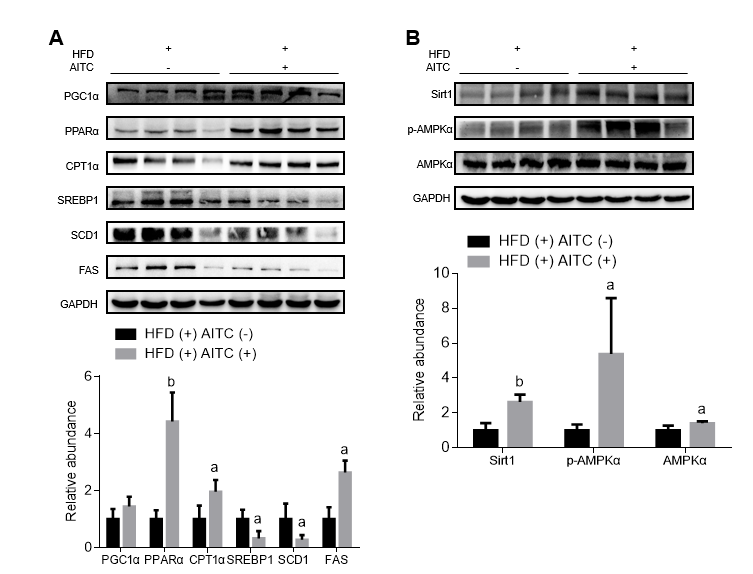 A
HFD + +
AITC - +
PGC1α
PPARα
CPT1α
SREBP1
SCD1
FAS
GAPDH
HFD (+) AITC (-)
HFD (+) AITC (+)
Relative abundance
6
4
2
0
b
a
a
a
a
PGC1α PPARα CPT1α SREBP1 SCD1 FAS
B
HFD + +
AITC - +
Sirt1
p-AMPKα
AMPKα
GAPDH
HFD (+) AITC (-)
HFD (+) AITC (+)
Relative abundance
10
8
6
4
2
0
b
a
a
Sirt1 p-AMPKα AMPKα